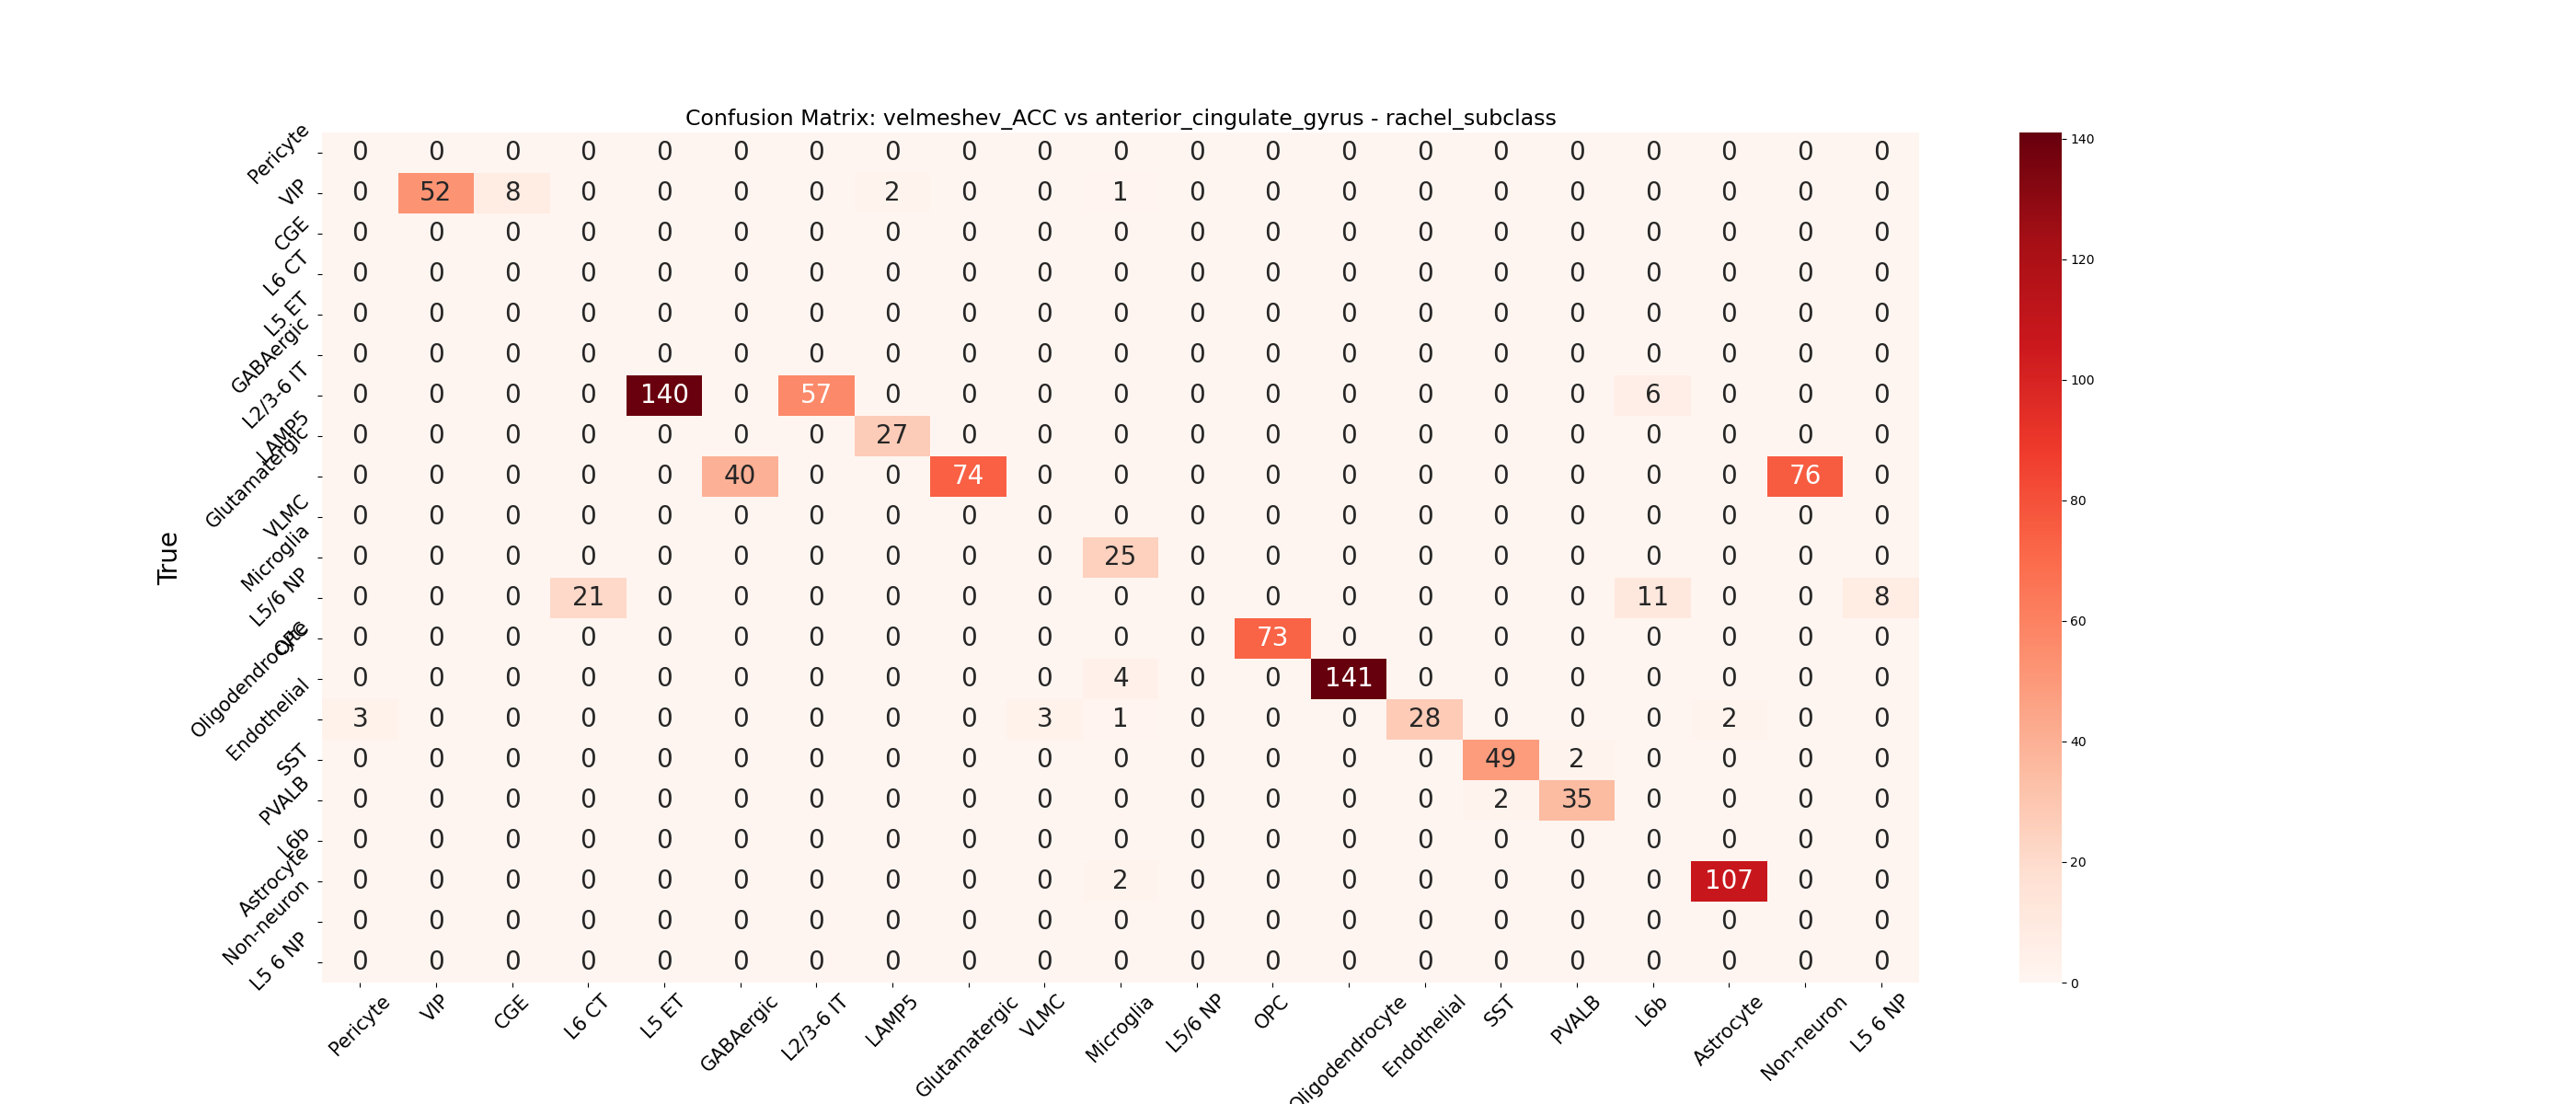 Confusion Matrix: velmeshev_ACC vs anterior_cingulate_gyrus - rachel_subclass
True
Pericyte 0 0 0 0 0 0 0 0 0 0 0 0 0 0 0 0 0 0 0 0 0
VIP 0 52 8 0 0 0 0 2 0 0 1 0 0 0 0 0 0 0 0 0 0
CGE 0 0 0 0 0 0 0 0 0 0 0 0 0 0 0 0 0 0 0 0 0
L6 CT 0 0 0 0 0 0 0 0 0 0 0 0 0 0 0 0 0 0 0 0 0
L5 ET 0 0 0 0 0 0 0 0 0 0 0 0 0 0 0 0 0 0 0 0 0
GABAergic 0 0 0 0 0 0 0 0 0 0 0 0 0 0 0 0 0 0 0 0 0
L2/3-6 IT 0 0 0 0 140 0 57 0 0 0 0 0 0 0 0 0 0 6 0 0 0
LAMP5 0 0 0 0 0 0 0 27 0 0 0 0 0 0 0 0 0 0 0 0 0
Glutamatergic 0 0 0 0 0 40 0 0 74 0 0 0 0 0 0 0 0 0 0 76 0
VLMC 0 0 0 0 0 0 0 0 0 0 0 0 0 0 0 0 0 0 0 0 0
Microglia 0 0 0 0 0 0 0 0 0 0 25 0 0 0 0 0 0 0 0 0 0
L5/6 NP 0 0 0 21 0 0 0 0 0 0 0 0 0 0 0 0 0 11 0 0 8
OPC 0 0 0 0 0 0 0 0 0 0 0 0 73 0 0 0 0 0 0 0 0
Oligodendrocyte 0 0 0 0 0 0 0 0 0 0 4 0 0 141 0 0 0 0 0 0 0
Endothelial 3 0 0 0 0 0 0 0 0 3 1 0 0 0 28 0 0 0 2 0 0
SST 0 0 0 0 0 0 0 0 0 0 0 0 0 0 0 49 2 0 0 0 0
PVALB 0 0 0 0 0 0 0 0 0 0 0 0 0 0 0 2 35 0 0 0 0
L6b 0 0 0 0 0 0 0 0 0 0 0 0 0 0 0 0 0 0 0 0 0
Astrocyte 0 0 0 0 0 0 0 0 0 0 2 0 0 0 0 0 0 0 107 0 0
Non-neuron 0 0 0 0 0 0 0 0 0 0 0 0 0 0 0 0 0 0 0 0 0
L5 6 NP 0 0 0 0 0 0 0 0 0 0 0 0 0 0 0 0 0 0 0 0 0
Pericyte VIP CGE L6 CT L5 ET GABAergic L2/3-6 IT LAMP5 Glutamatergic VLMC Microglia L5/6 NP OPC Oligodendrocyte Endothelial SST PVALB L6b Astrocyte Non-neuron L5 6 NP
140
120
100
80
60
40
20
0